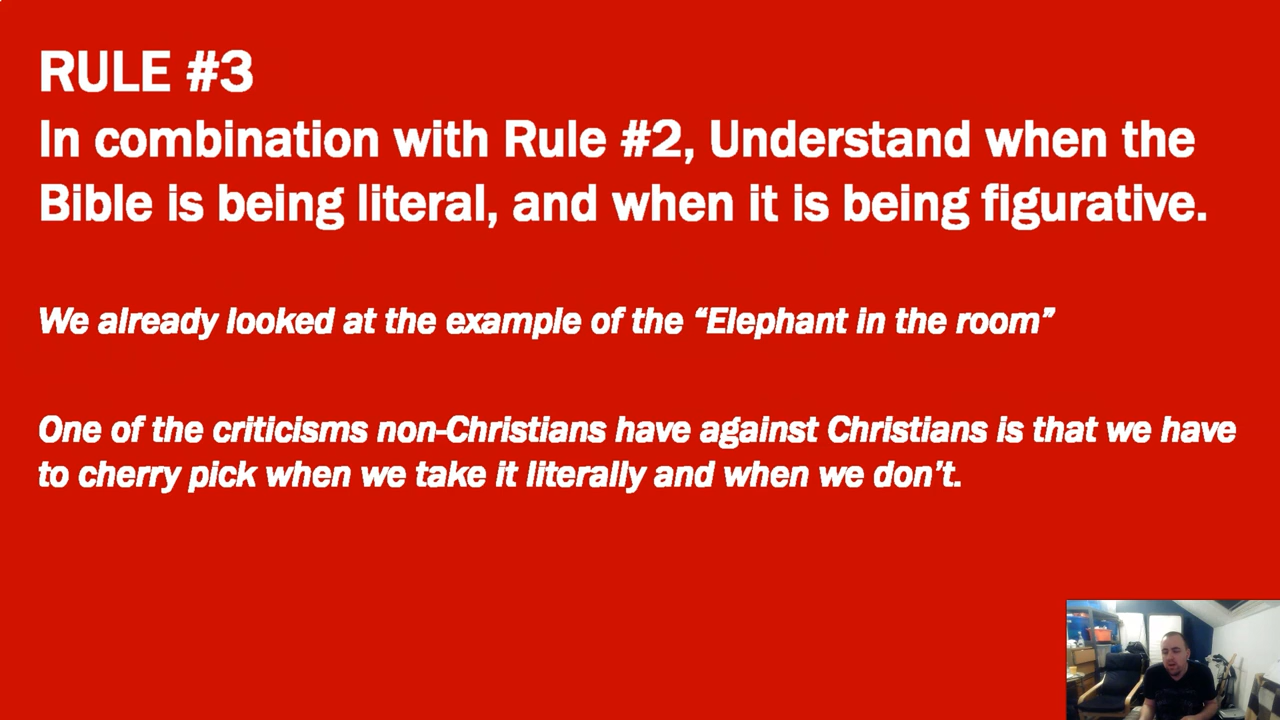 RULE #3
In combination with Rule #2, Understand when the
Bible is being literal, and when it is being figurative.
We already looked at the example of the “Elephant in the room”
One of the criticisms non-Christians have against Christians is that we have
to cherry pick when we take it literally and when we don’t.